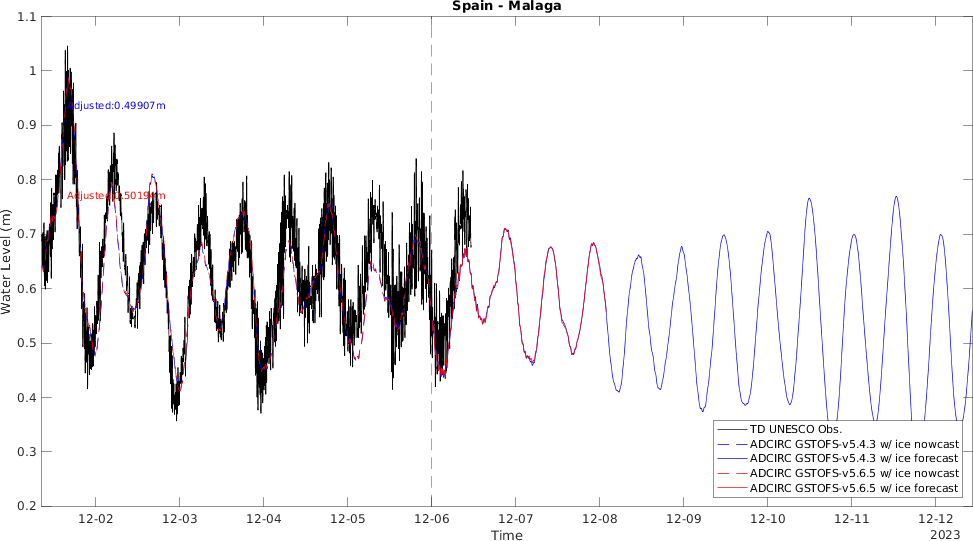 Spain - Malaga
1.1
1
0.9
0.8
0.7
0.6
0.5
0.4
0.3
0.2
Water Level (m)
Adjusted:0.49907m
12-02
12-03
12-04
12-05
12-06
12-07
12-08
12-09
12-10
12-11
12-12
2023
Time
TD UNESCO Obs.
ADCIRC GSTOFS-v5.4.3 w/ ice nowcast
ADCIRC GSTOFS-v5.4.3 w/ ice forecast
ADCIRC GSTOFS-v5.6.5 w/ ice nowcast
ADCIRC GSTOFS-v5.6.5 w/ ice forecast